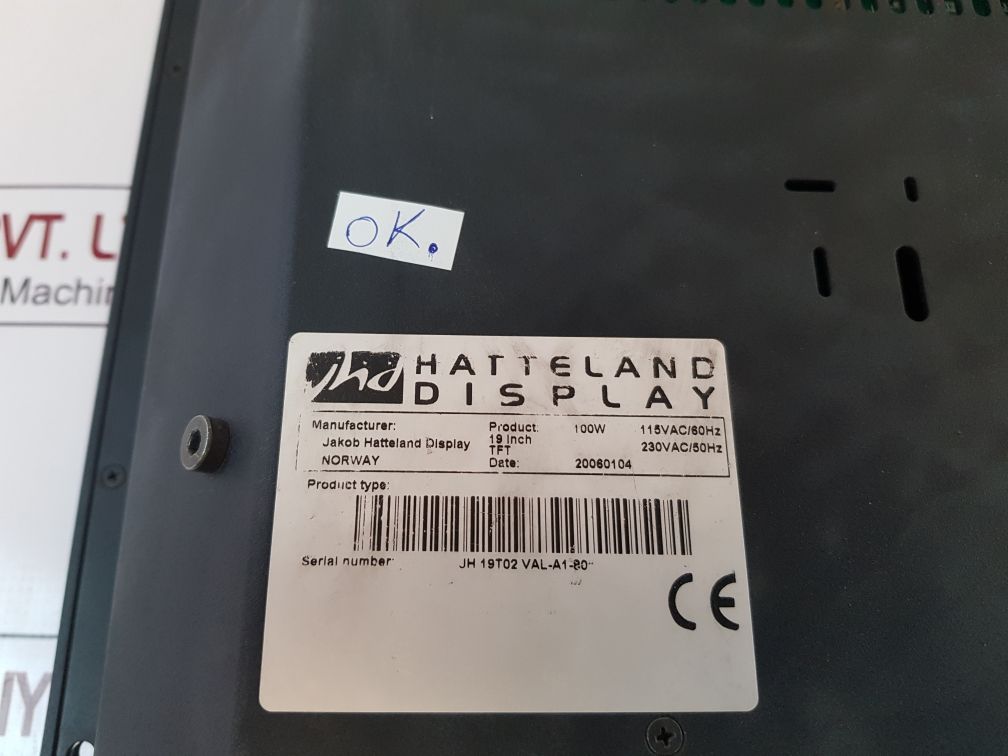 VT. L
Machin
OK.
jhd HATTELAND
DISPLAY
Manufacturer:
Jakob Hatteland Display
NORWAY
Product: 100W 115VAC/60Hz
19 inch 230VAC/50Hz
TFT
Date: 20060104
Product type:
Serial number JH 19T02 VAL-A1-
CE